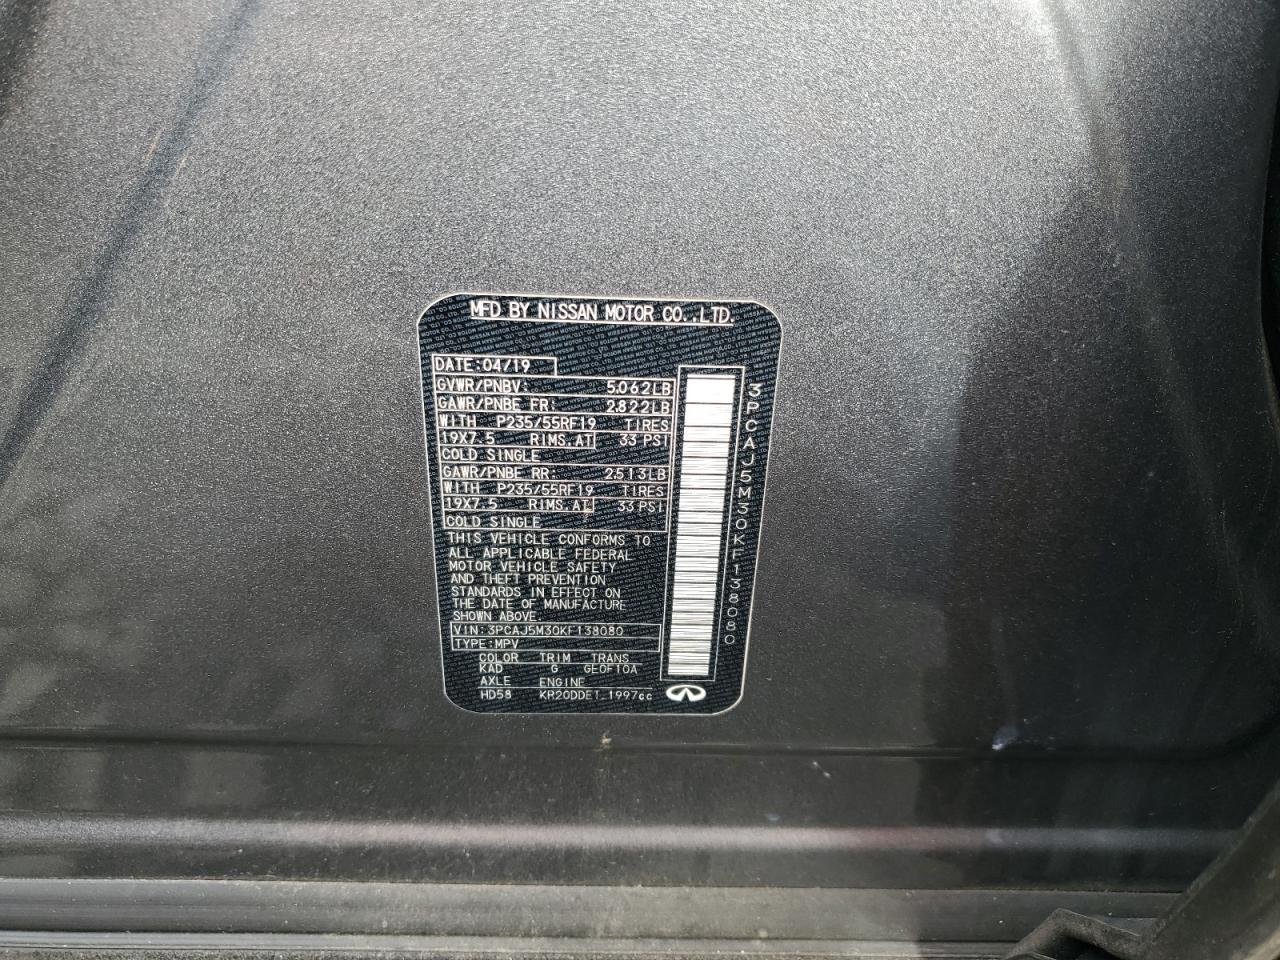 MFD BY NISSAN MOTOR CO.,LTD.
DATE:04/19
GVWR/PNBV: 5.062LB
GAWR/PNBE FR: 2.822LB
WITH P235/55RF19 TIRES
19X7.5 RIMS.AT 33 PSI
COLD SINGLE
GAWR/PNBE RR: 2.513LB
WITH P235/55RF19 TIRES
19X7.5 RIMS.AT 33 PSI
COLD SINGLE
THIS VEHICLE CONFORMS TO
ALL APPLICABLE FEDERAL
MOTOR VEHICLE SAFETY
AND THEFT PREVENTION
STANDARDS IN EFFECT ON
THE DATE OF MANUFACTURE
SHOWN ABOVE.
VIN:3PCAJ5M30KF138080
TYPE:MPV
COLOR TRIM TRANS
KAD G GE0F10A
AXLE ENGINE
HD58 KR20DDET 1997cc
3PCAJ5M30KF138080